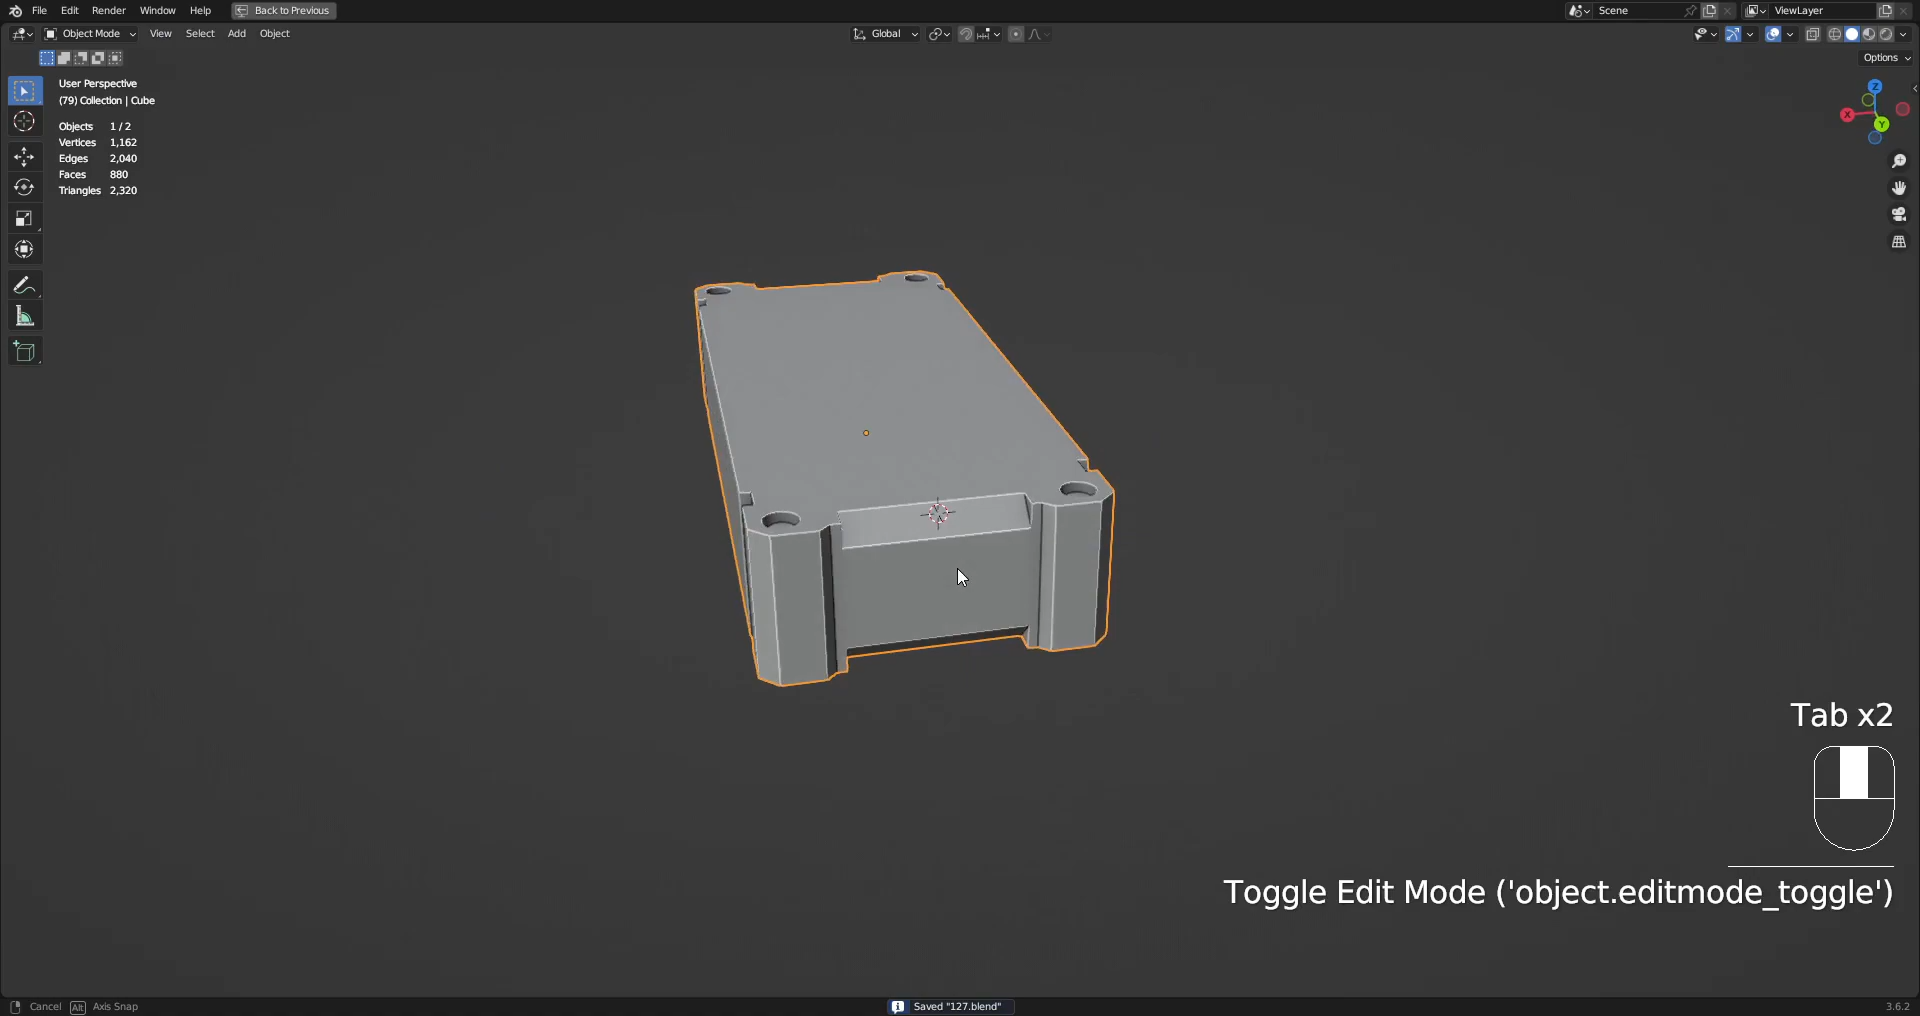 File Edit Render Window Help Back to Previous Scene ViewLayer
Object Mode View Select Add Object Global
Options
User Perspective
(79) Collection | Cube
Objects 1 / 2
Vertices 1,162
Edges 2,040
Faces 880
Triangles 2,320
Z
X
Y
Tab x2
Toggle Edit Mode ('object.editmode_toggle')
Cancel Alt Axis Snap Saved "127.blend" 3.6.2